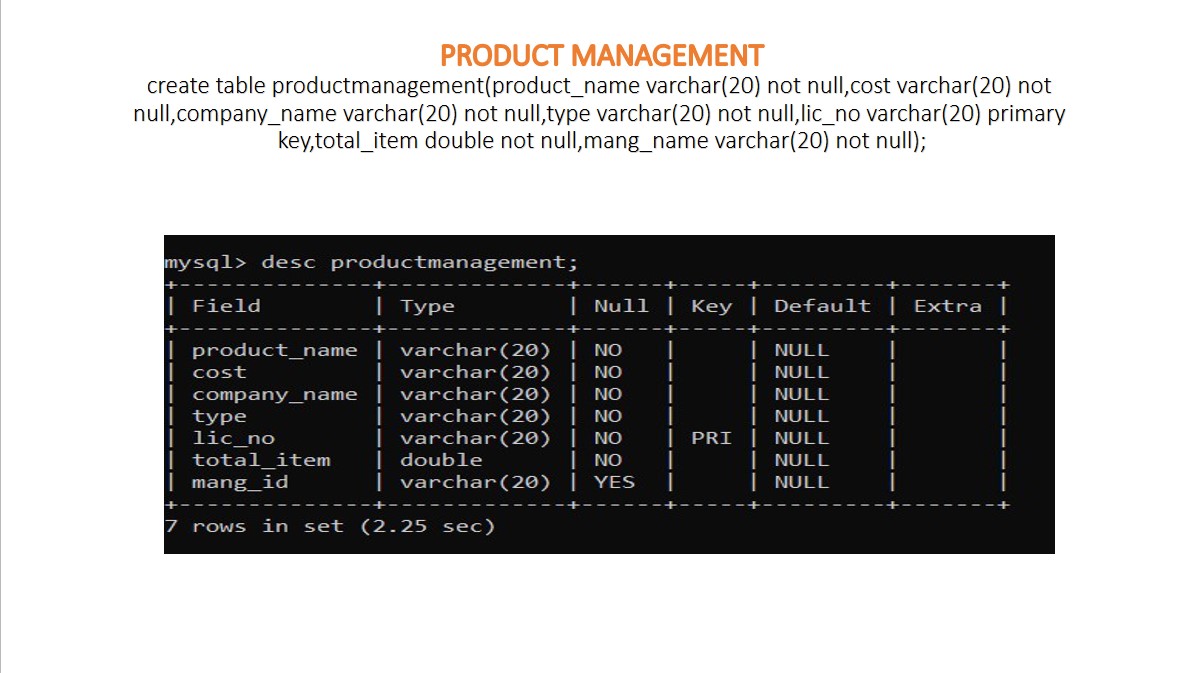 PRODUCT MANAGEMENT
create table productmanagement(product_name varchar(20) not null,cost varchar(20) not
null,company_name varchar(20) not null,type varchar(20) not null,lic_no varchar(20) primary
key,total_item double not null,mang_name varchar(20) not null);
mysql> desc productmanagement;
+---------------+-------------+------+-----+---------+-------+
| Field | Type | Null | Key | Default | Extra |
+---------------+-------------+------+-----+---------+-------+
| product_name | varchar(20) | NO | | NULL | |
| cost | varchar(20) | NO | | NULL | |
| company_name | varchar(20) | NO | | NULL | |
| type | varchar(20) | NO | | NULL | |
| lic_no | varchar(20) | NO | PRI | NULL | |
| total_item | double | NO | | NULL | |
| mang_id | varchar(20) | YES | | NULL | |
+---------------+-------------+------+-----+---------+-------+
7 rows in set (2.25 sec)